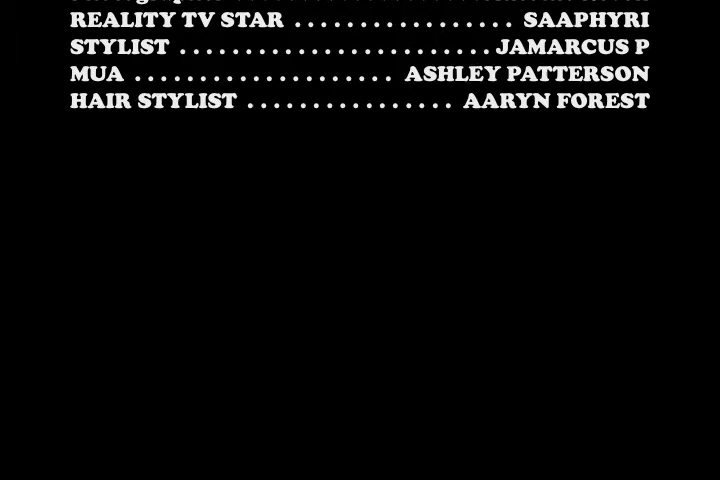 REALITY TV STAR . . . . . . . . . . . . . . . . . SAAPHYRI
STYLIST . . . . . . . . . . . . . . . . . . . . . . . . JAMARCUS P
MUA . . . . . . . . . . . . . . . . . . . . ASHLEY PATTERSON
HAIR STYLIST . . . . . . . . . . . . . . . . AARYN FOREST